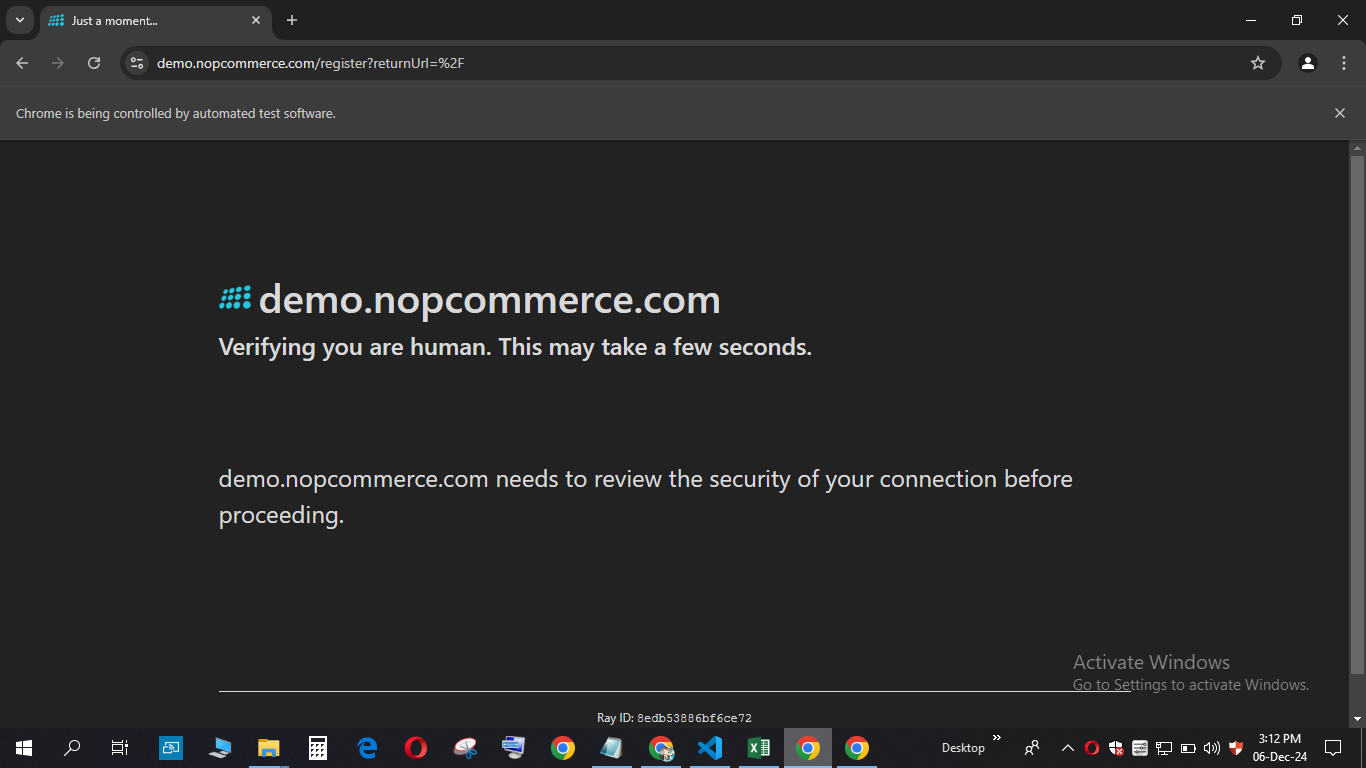 Just a moment...
demo.nopcommerce.com/register?returnUrl=%2F
Chrome is being controlled by automated test software.
demo.nopcommerce.com
Verifying you are human. This may take a few seconds.
demo.nopcommerce.com needs to review the security of your connection before
proceeding.
Activate Windows
Go to Settings to activate Windows.
Ray ID: 8edb53886bf6ce72
Desktop
3:12 PM
06-Dec-24